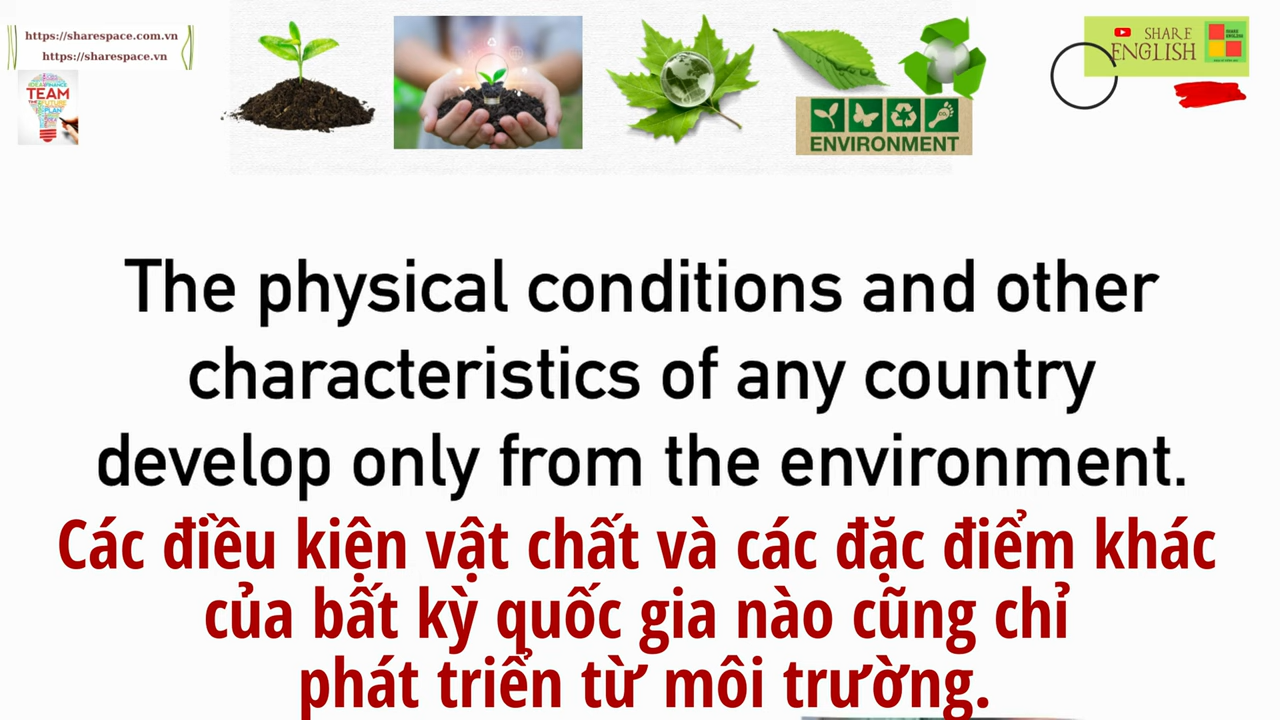 https://sharespace.com.vn
https://sharespace.vn
TEAM
PLAN
ENVIRONMENT
SHARE
ENGLISH
The physical conditions and other
characteristics of any country
develop only from the environment.
Các điều kiện vật chất và các đặc điểm khác
của bất kỳ quốc gia nào cũng chỉ
phát triển từ môi trường.